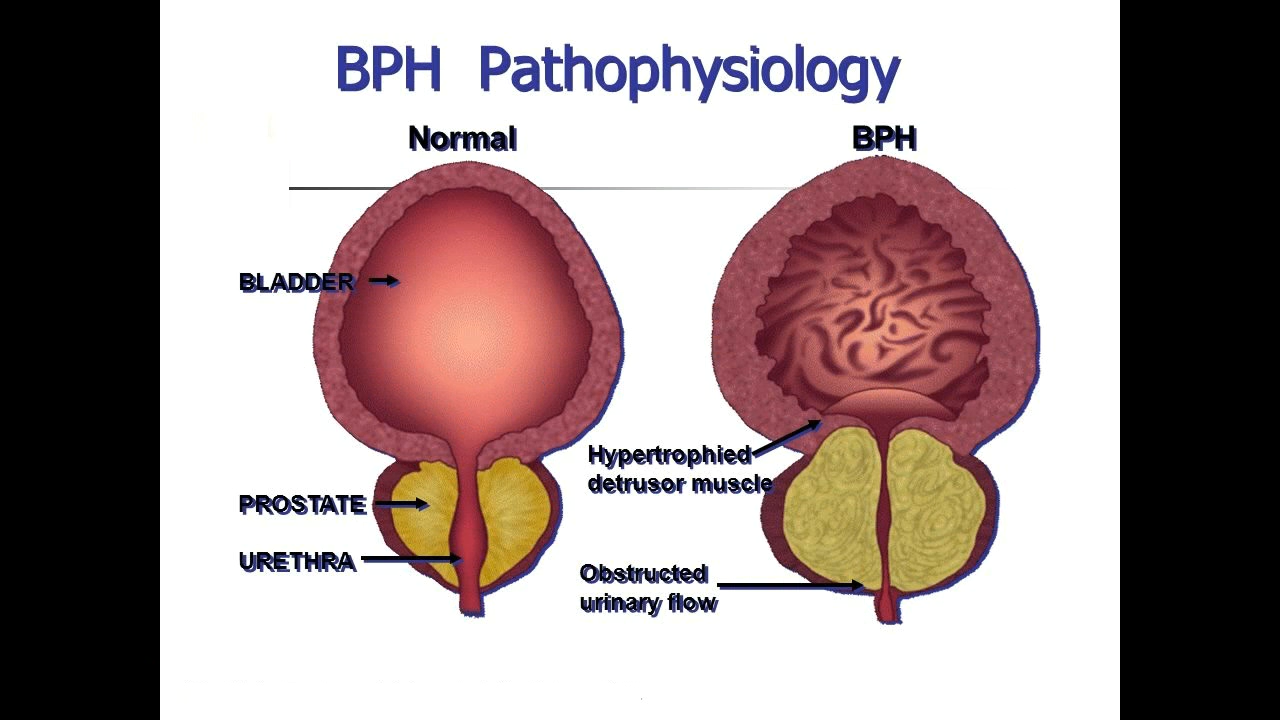 BPH Pathophysiology
Normal
BPH
BLADDER
Hypertrophied
detrusor muscle
PROSTATE
URETHRA
Obstructed
urinary flow